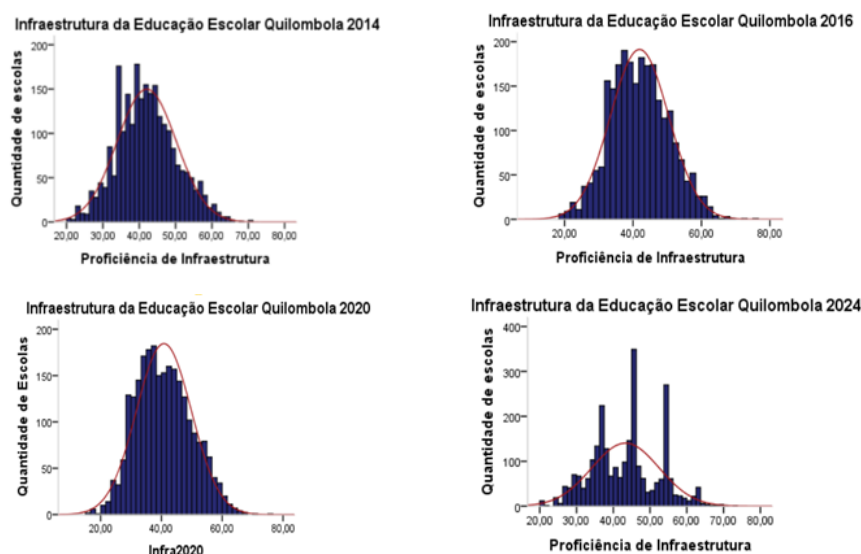 Infraestrutura da Educação Escolar Quilombola 2014
Quantidade de escolas
200
150
100
50
0
20,00 30,00 40,00 50,00 60,00 70,00 80,00
Proficiência de Infraestrutura
Infraestrutura da Educação Escolar Quilombola 2016
Quantidade de escolas
200
150
100
50
0
20,00 40,00 60,00 80,00
Proficiência de Infraestrutura
Infraestrutura da Educação Escolar Quilombola 2020
Quantidade de Escolas
200
150
100
50
0
20,00 40,00 60,00 80,00
Infra2020
Infraestrutura da Educação Escolar Quilombola 2024
Quantidade de escolas
400
300
200
100
0
20,00 30,00 40,00 50,00 60,00 70,00 80,00
Proficiência de Infraestrutura